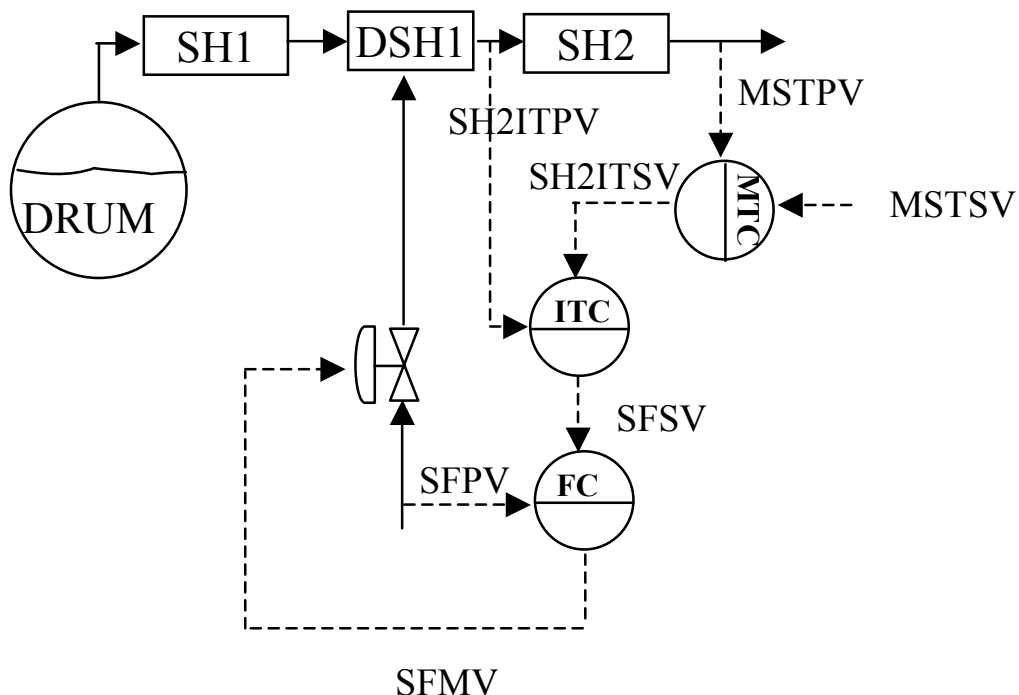 SH1
DSH1
SH2
MSTPV
SH2ITPV
SH2ITSV
MTC
MSTSV
DRUM
ITC
SFSV
SFPV
FC
SFMV